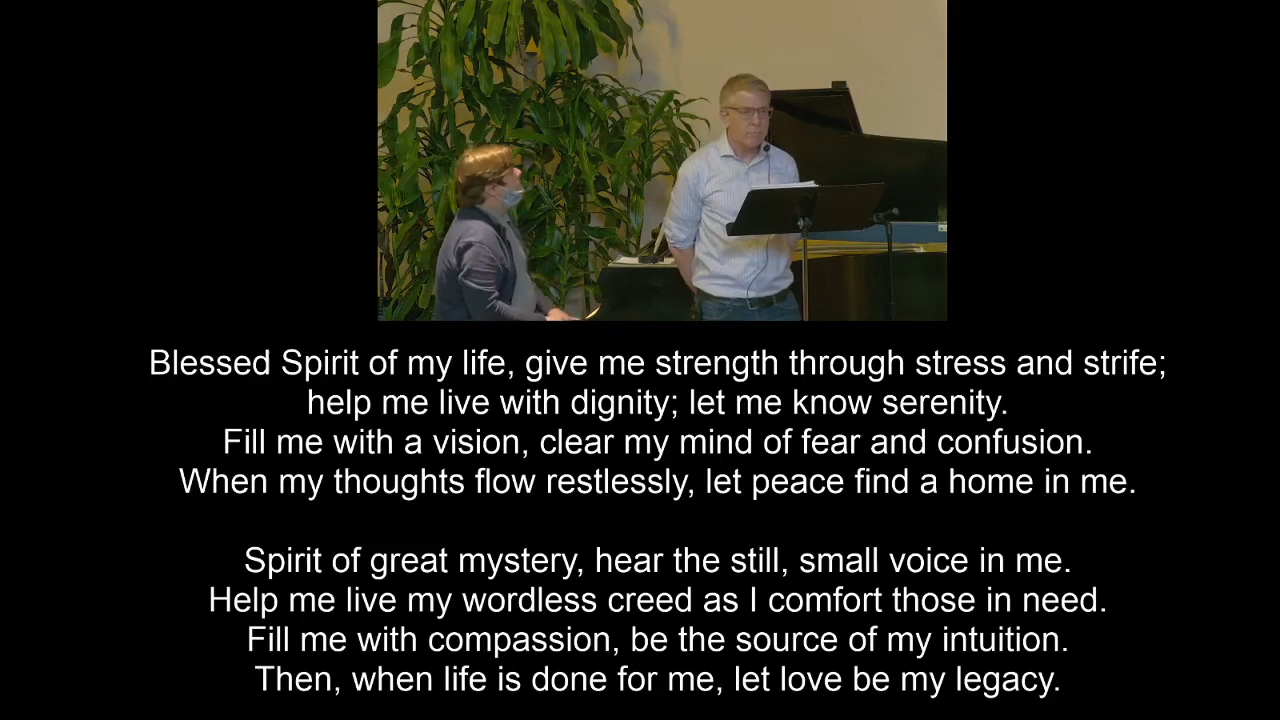 Blessed Spirit of my life, give me strength through stress and strife;
help me live with dignity; let me know serenity.
Fill me with a vision, clear my mind of fear and confusion.
When my thoughts flow restlessly, let peace find a home in me.
Spirit of great mystery, hear the still, small voice in me.
Help me live my wordless creed as I comfort those in need.
Fill me with compassion, be the source of my intuition.
Then, when life is done for me, let love be my legacy.